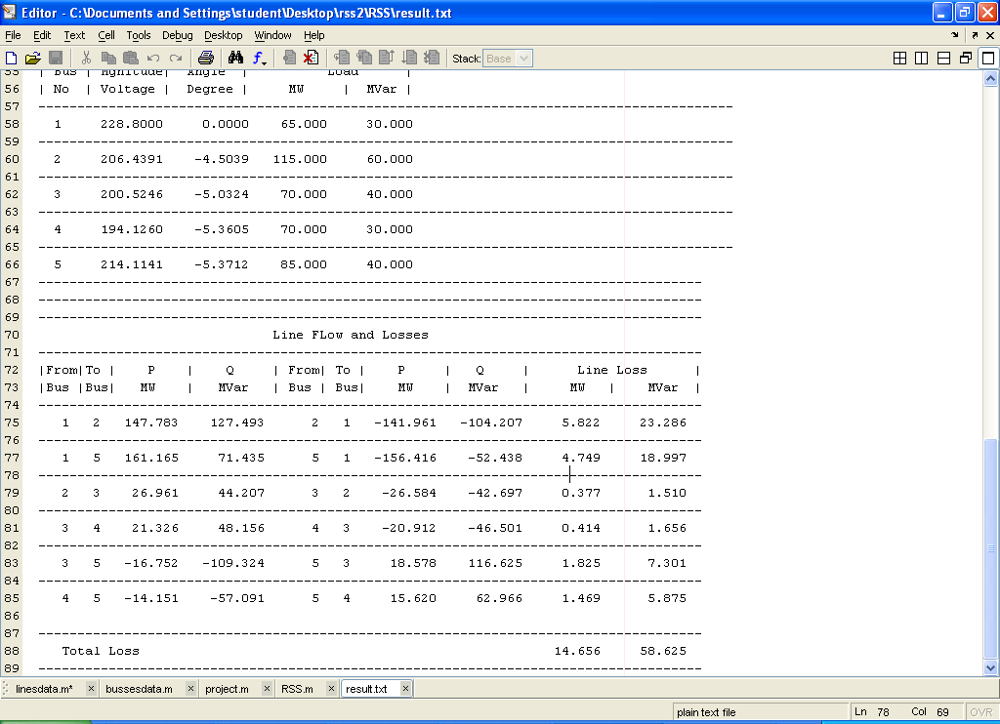 Editor - C:\Documents and Settings\student\Desktop\rss2\RSS\result.txt
File Edit Text Cell Tools Debug Desktop Window Help
Stack: Base
55 | Bus | Mgnitude| Angle | Load |
56 | No | Voltage | Degree | MW | MVar |
57 -----------------------------------------------------------------------------------------
58 1 228.8000 0.0000 65.000 30.000
59 -----------------------------------------------------------------------------------------
60 2 206.4391 -4.5039 115.000 60.000
61 -----------------------------------------------------------------------------------------
62 3 200.5246 -5.0324 70.000 40.000
63 -----------------------------------------------------------------------------------------
64 4 194.1260 -5.3605 70.000 30.000
65 -----------------------------------------------------------------------------------------
66 5 214.1141 -5.3712 85.000 40.000
67 -------------------------------------------------------------------------------------
68 -------------------------------------------------------------------------------------
69 -------------------------------------------------------------------------------------
70 Line FLow and Losses
71 -------------------------------------------------------------------------------------
72 |From|To | P | Q | From| To | P | Q | Line Loss |
73 |Bus |Bus| MW | MVar | Bus | Bus| MW | MVar | MW | MVar |
74 -------------------------------------------------------------------------------------
75 1 2 147.783 127.493 2 1 -141.961 -104.207 5.822 23.286
76 -------------------------------------------------------------------------------------
77 1 5 161.165 71.435 5 1 -156.416 -52.438 4.749 18.997
78 -------------------------------------------------------------------------------------
79 2 3 26.961 44.207 3 2 -26.584 -42.697 0.377 1.510
80 -------------------------------------------------------------------------------------
81 3 4 21.326 48.156 4 3 -20.912 -46.501 0.414 1.656
82 -------------------------------------------------------------------------------------
83 3 5 -16.752 -109.324 5 3 18.578 116.625 1.825 7.301
84 -------------------------------------------------------------------------------------
85 4 5 -14.151 -57.091 5 4 15.620 62.966 1.469 5.875
86
87 -------------------------------------------------------------------------------------
88 Total Loss 14.656 58.625
89 -------------------------------------------------------------------------------------
linesdata.m* bussesdata.m project.m RSS.m result.txt
plain text file Ln 78 Col 69 OVR